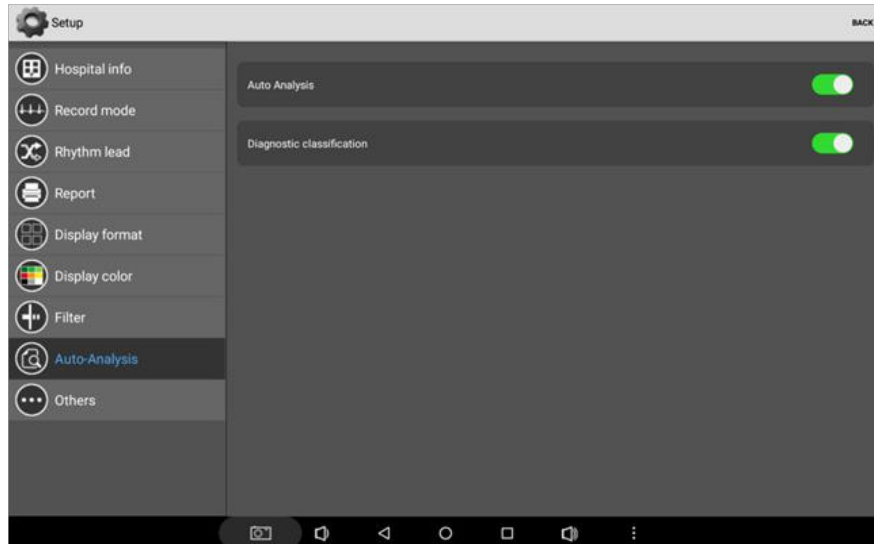 Setup
BACK
Hospital info
Record mode
Rhythm lead
Report
Display format
Display color
Filter
Auto-Analysis
Others
Auto Analysis
Diagnostic classification